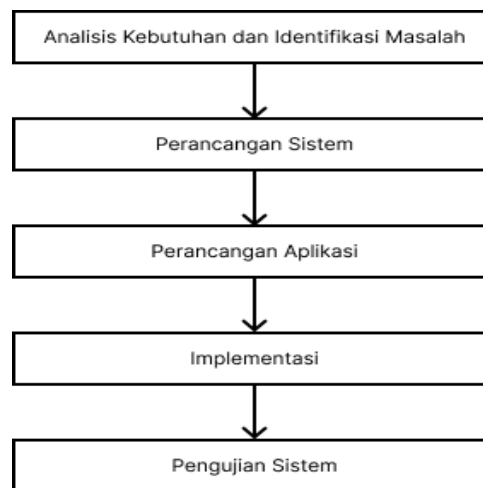 Analisis Kebutuhan dan Identifikasi Masalah
Perancangan Sistem
Perancangan Aplikasi
Implementasi
Pengujian Sistem